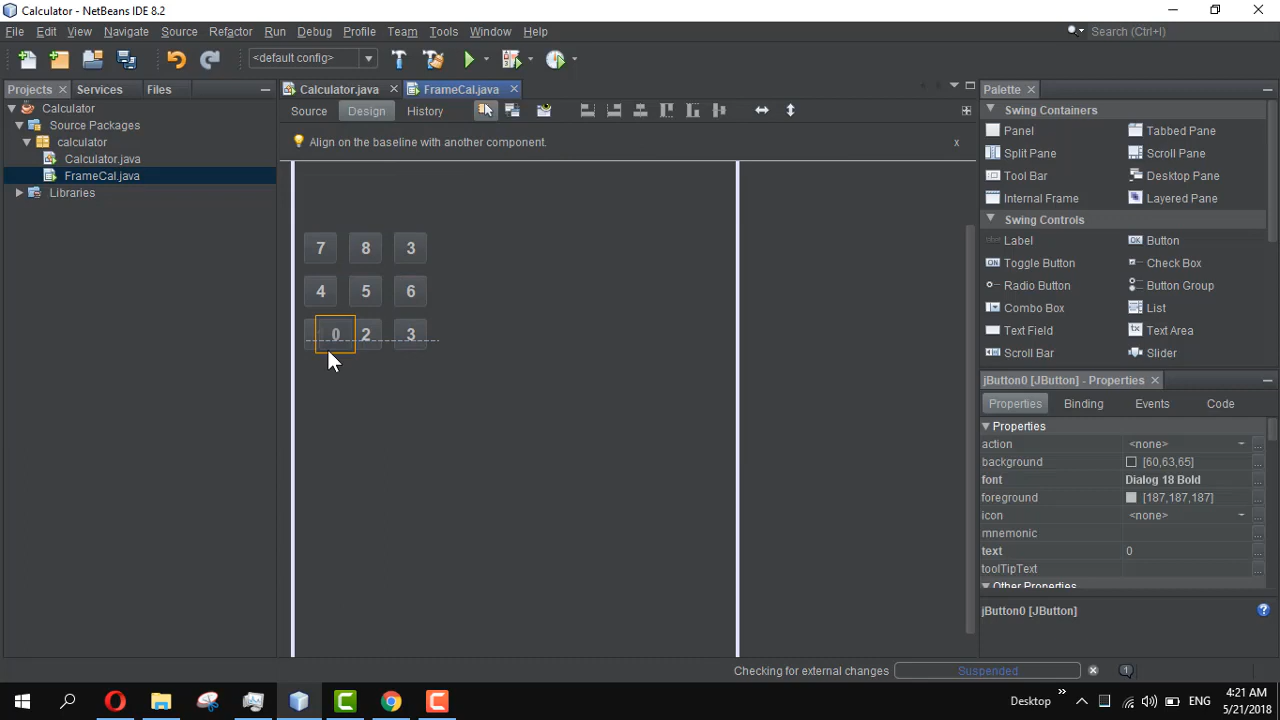 Calculator - NetBeans IDE 8.2
File Edit View Navigate Source Refactor Run Debug Profile Team Tools Window Help
Search (Ctrl+I)
<default config>
Projects Services Files
Calculator.java FrameCal.java
Palette
Calculator
Source Packages
calculator
Calculator.java
FrameCal.java
Libraries
Source Design History
Align on the baseline with another component. x
7 8 3
4 5 6
0 2 3
Swing Containers
Panel Tabbed Pane
Split Pane Scroll Pane
Tool Bar Desktop Pane
Internal Frame Layered Pane
Swing Controls
Label Button
Toggle Button Check Box
Radio Button Button Group
Combo Box List
Text Field Text Area
Scroll Bar Slider
jButton0 [JButton] - Properties
Properties Binding Events Code
Properties
action <none> ...
background [60,63,65] ...
font Dialog 18 Bold ...
foreground [187,187,187] ...
icon <none> ...
mnemonic ...
text 0 ...
toolTipText ...
Other Properties
jButton0 [JButton]
Checking for external changes Suspended 1
Desktop ENG
4:21 AM
5/21/2018